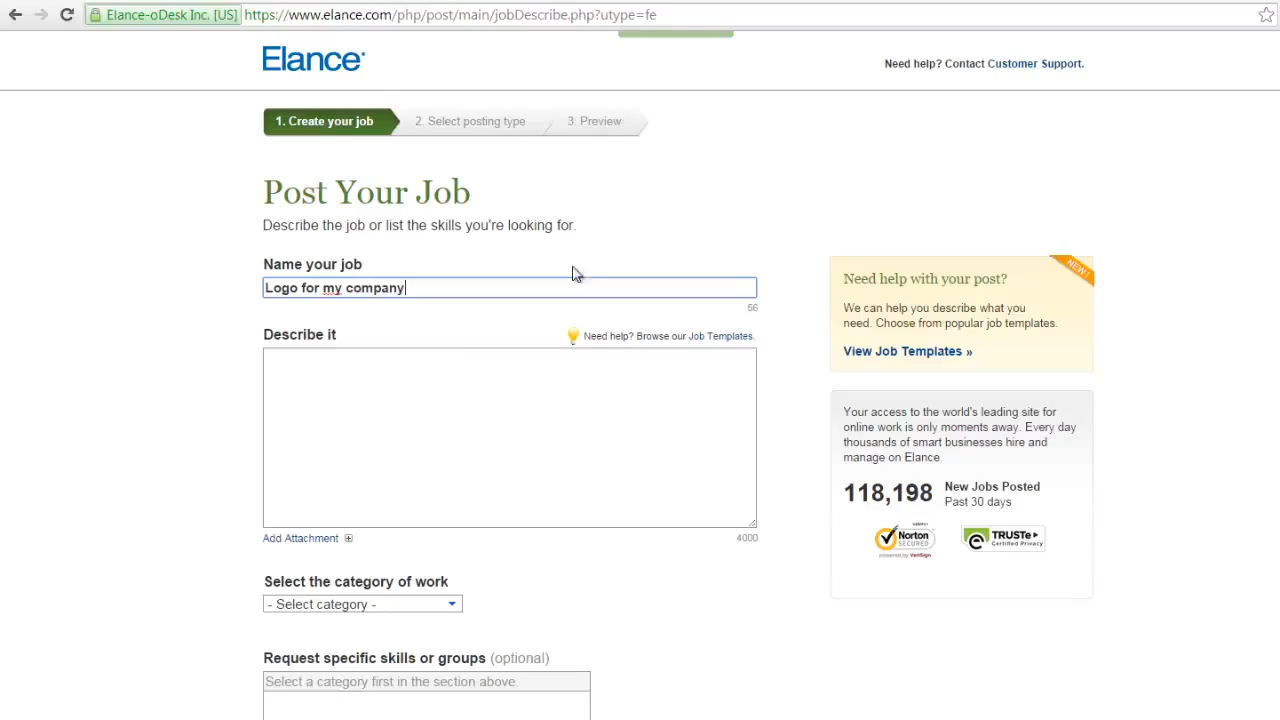 Elance-oDesk Inc. [US] https://www.elance.com/php/post/main/jobDescribe.php?utype=fe
Elance
Need help? Contact Customer Support.
1. Create your job 2. Select posting type 3. Preview
Post Your Job
Describe the job or list the skills you're looking for.
Name your job
Logo for my company
56
Describe it
Need help? Browse our Job Templates.
Add Attachment
4000
Select the category of work
- Select category -
Request specific skills or groups (optional)
Select a category first in the section above.
NEW!
Need help with your post?
We can help you describe what you
need. Choose from popular job templates.
View Job Templates »
Your access to the world's leading site for
online work is only moments away. Every day
thousands of smart businesses hire and
manage on Elance.
118,198 New Jobs Posted
Past 30 days
Norton
SECURED
powered by VeriSign
TRUSTe
Certified Privacy